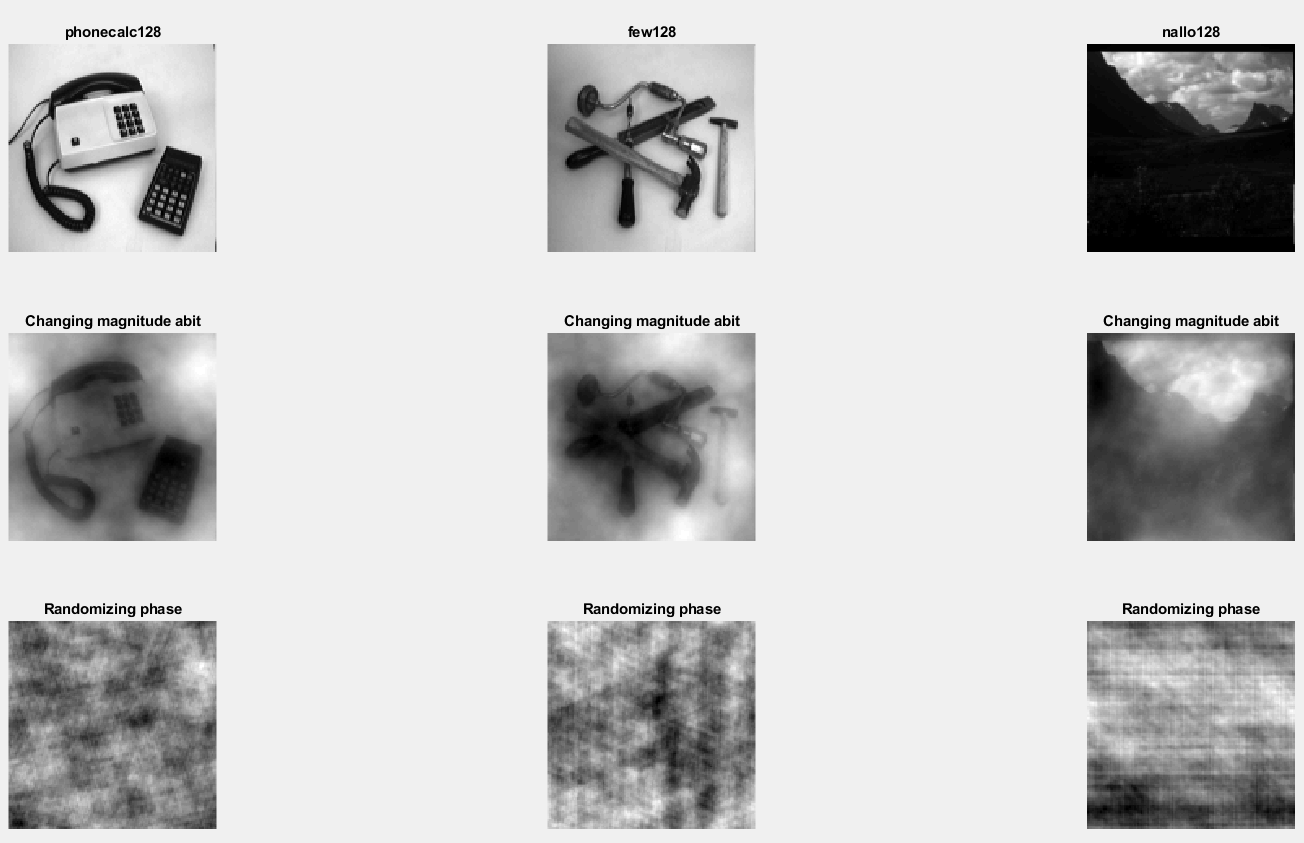 phonecalc128
few128
nallo128
Changing magnitude abit
Changing magnitude abit
Changing magnitude abit
Randomizing phase
Randomizing phase
Randomizing phase